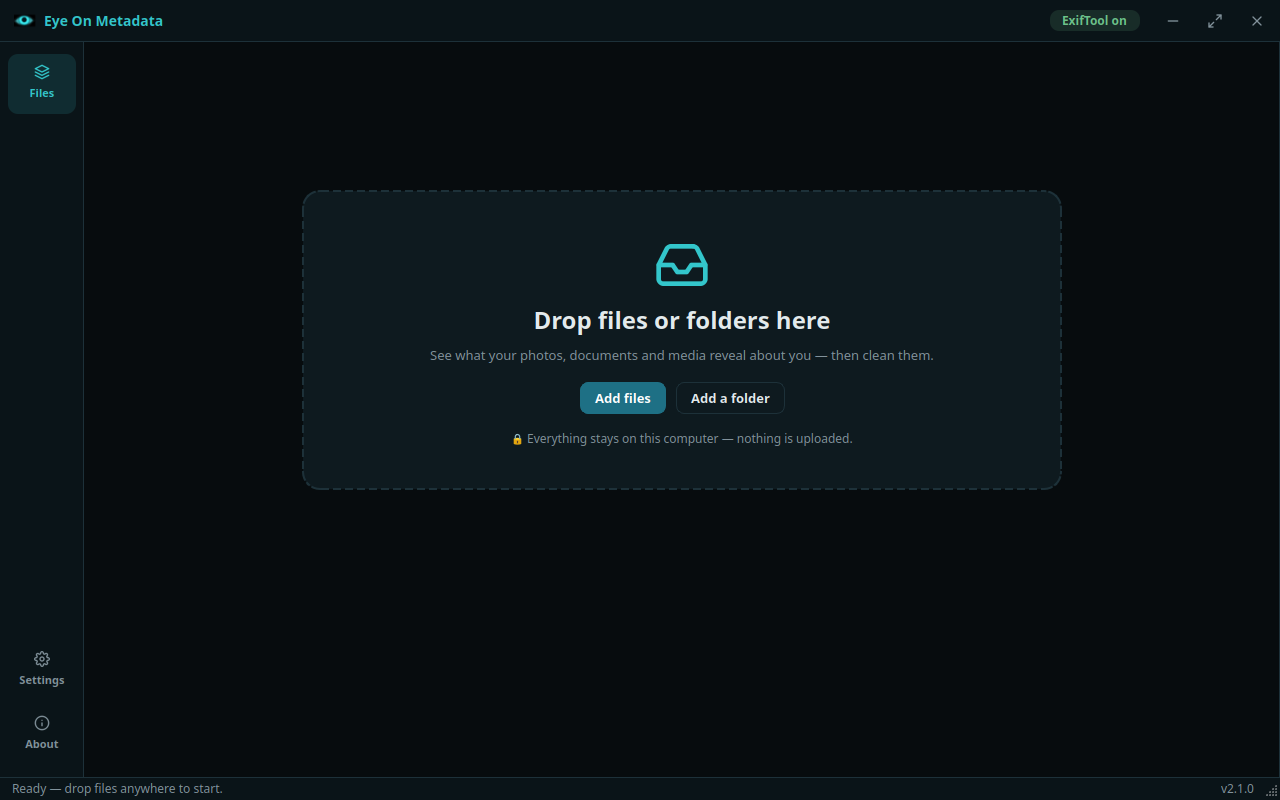 Eye On Metadata
ExifTool on
Files
Drop files or folders here
See what your photos, documents and media reveal about you — then clean them.
Add files
Add a folder
🔒 Everything stays on this computer — nothing is uploaded.
Settings
About
Ready — drop files anywhere to start.
v2.1.0